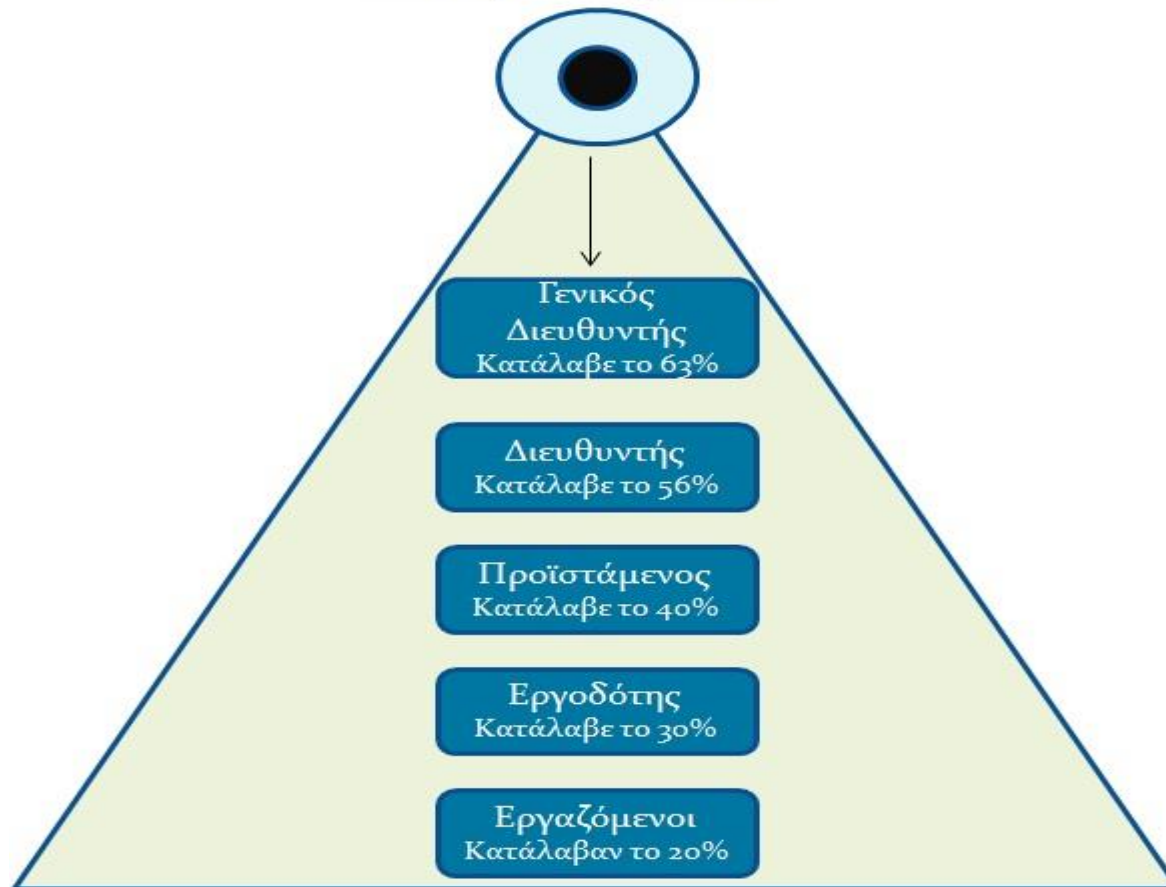 Γενικός
Διευθυντής
Κατάλαβε το 63%
Διευθυντής
Κατάλαβε το 56%
Προϊστάμενος
Κατάλαβε το 40%
Εργοδότης
Κατάλαβε το 30%
Εργαζόμενοι
Κατάλαβαν το 20%